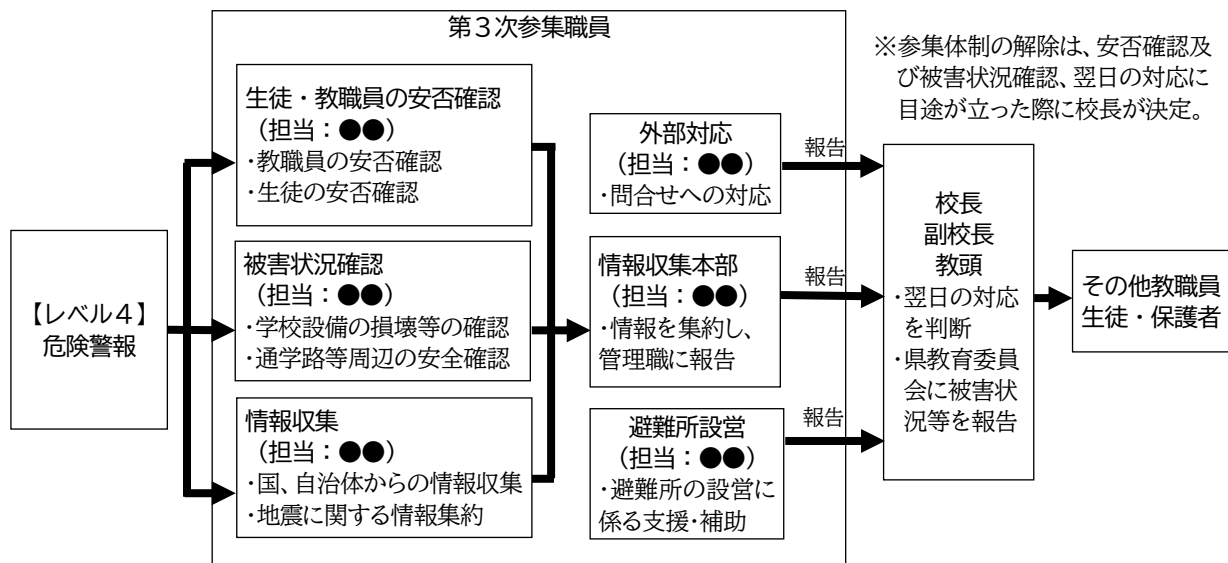 第３次参集職員
※参集体制の解除は、安否確認及
び被害状況確認、翌日の対応に
目途が立った際に校長が決定。
【レベル４】
危険警報
生徒・教職員の安否確認
（担当：●●）
・教職員の安否確認
・生徒の安否確認
被害状況確認
（担当：●●）
・学校設備の損壊等の確認
・通学路等周辺の安全確認
情報収集
（担当：●●）
・国、自治体からの情報収集
・地震に関する情報集約
外部対応
（担当：●●）
・問合せへの対応
報告
情報収集本部
（担当：●●）
・情報を集約し、
管理職に報告
報告
避難所設営
（担当：●●）
・避難所の設営に
係る支援・補助
報告
校長
副校長
教頭
・翌日の対応
を判断
・県教育委員
会に被害状
況等を報告
その他教職員
生徒・保護者